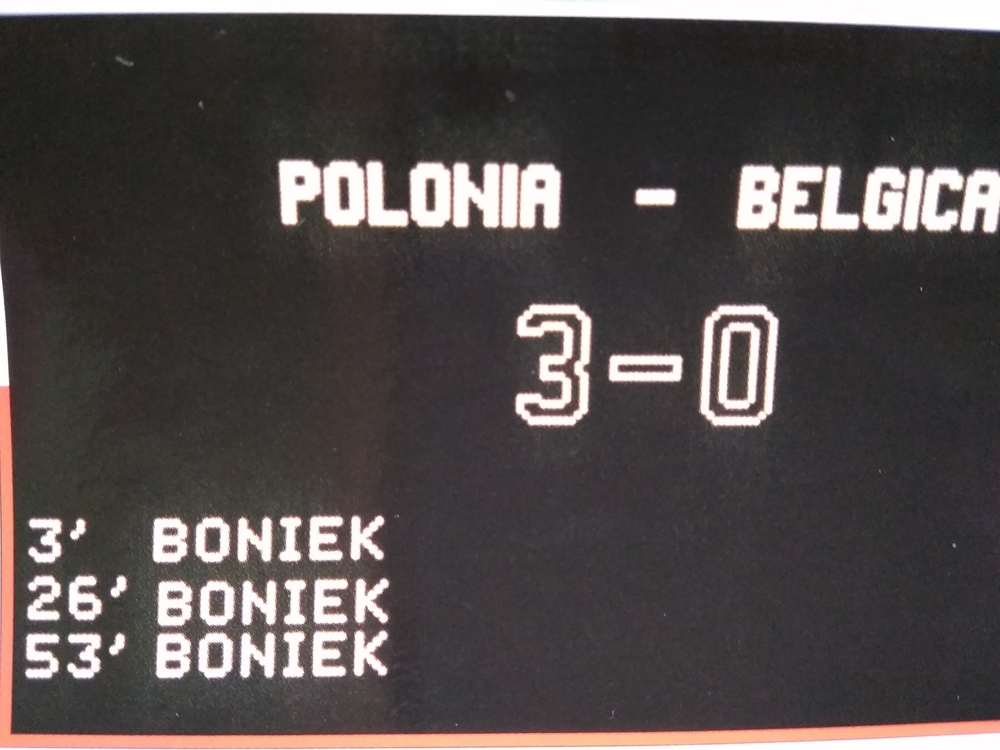 POLONIA - BELGICA
3-0
3' BONIEK
26' BONIEK
53' BONIEK